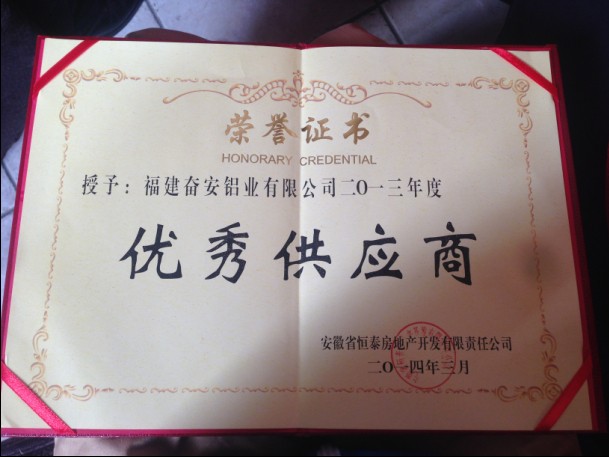 荣誉证书
HONORARY CREDENTIAL
授予：福建奋安铝业有限公司二O一三年度
优秀供应商
安徽省恒泰房地产开发有限责任公司
二O一四年三月